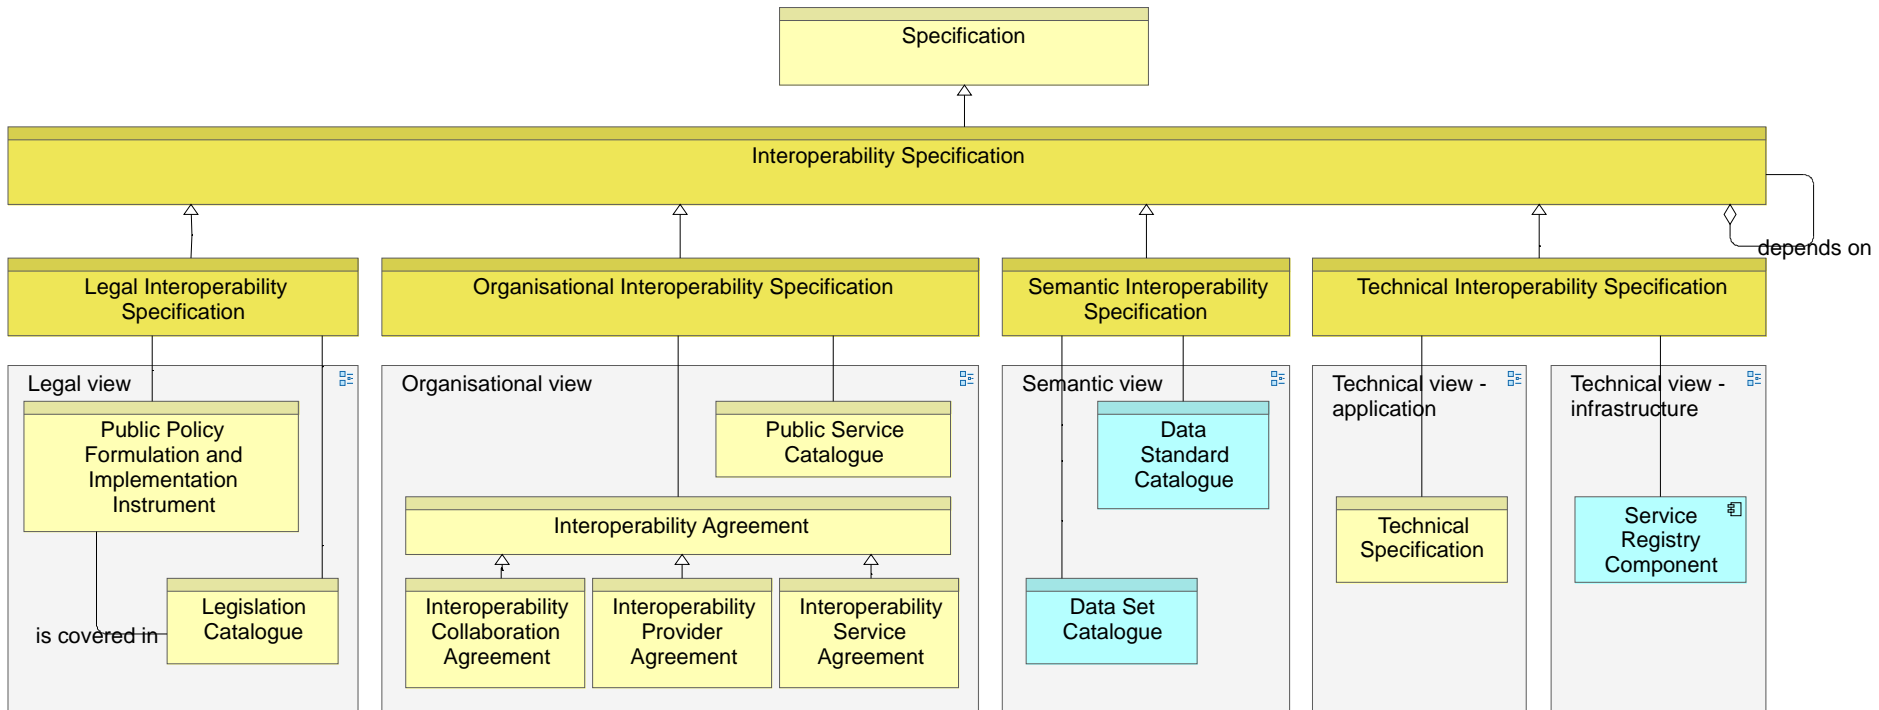 Specification
Interoperability Specification
depends on
Legal Interoperability
Specification
Organisational Interoperability Specification
Semantic Interoperability
Specification
Technical Interoperability Specification
Legal view
Public Policy
Formulation and
Implementation
Instrument
is covered in
Legislation
Catalogue
Organisational view
Public Service
Catalogue
Interoperability Agreement
Interoperability
Collaboration
Agreement
Interoperability
Provider
Agreement
Interoperability
Service
Agreement
Semantic view
Data
Standard
Catalogue
Data Set
Catalogue
Technical view -
application
Technical
Specification
Technical view -
infrastructure
Service
Registry
Component